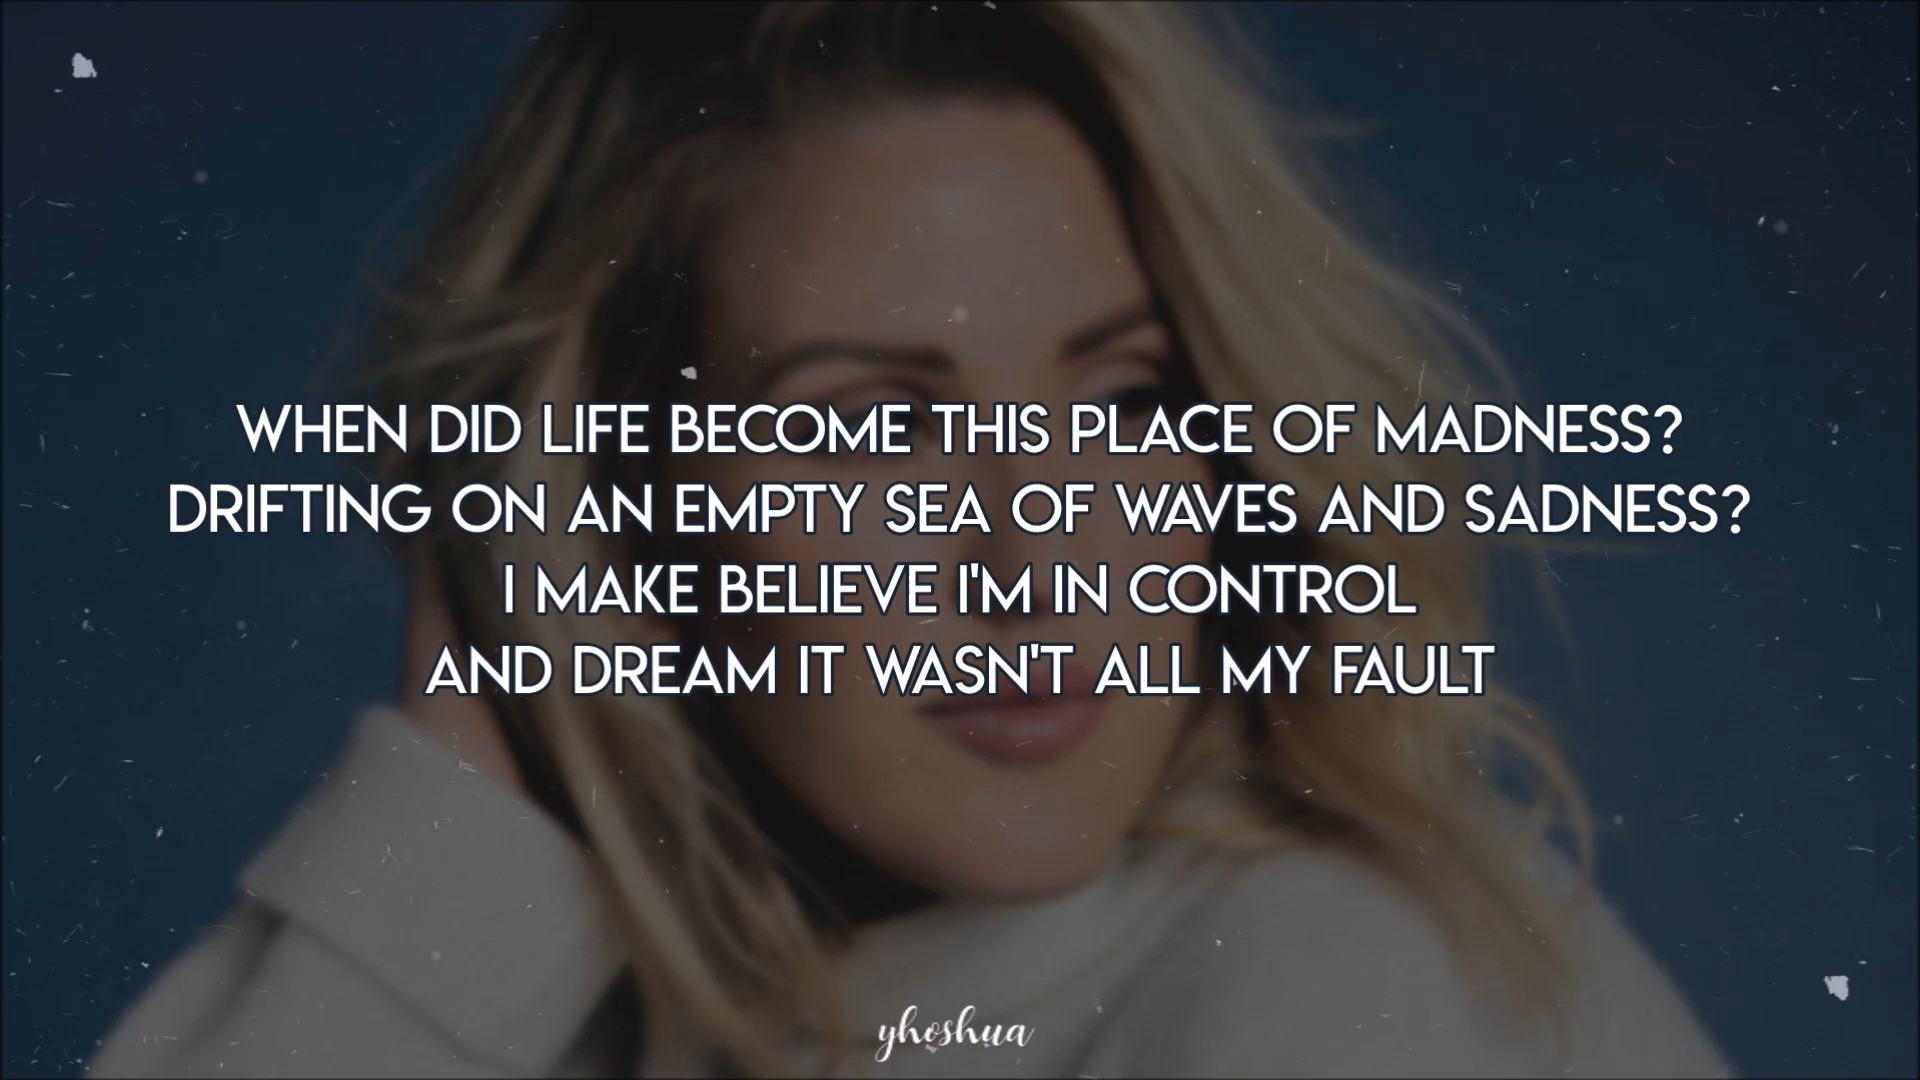 WHEN DID LIFE BECOME THIS PLACE OF MADNESS?
DRIFTING ON AN EMPTY SEA OF WAVES AND SADNESS?
I MAKE BELIEVE I'M IN CONTROL
AND DREAM IT WASN'T ALL MY FAULT
yhoshua